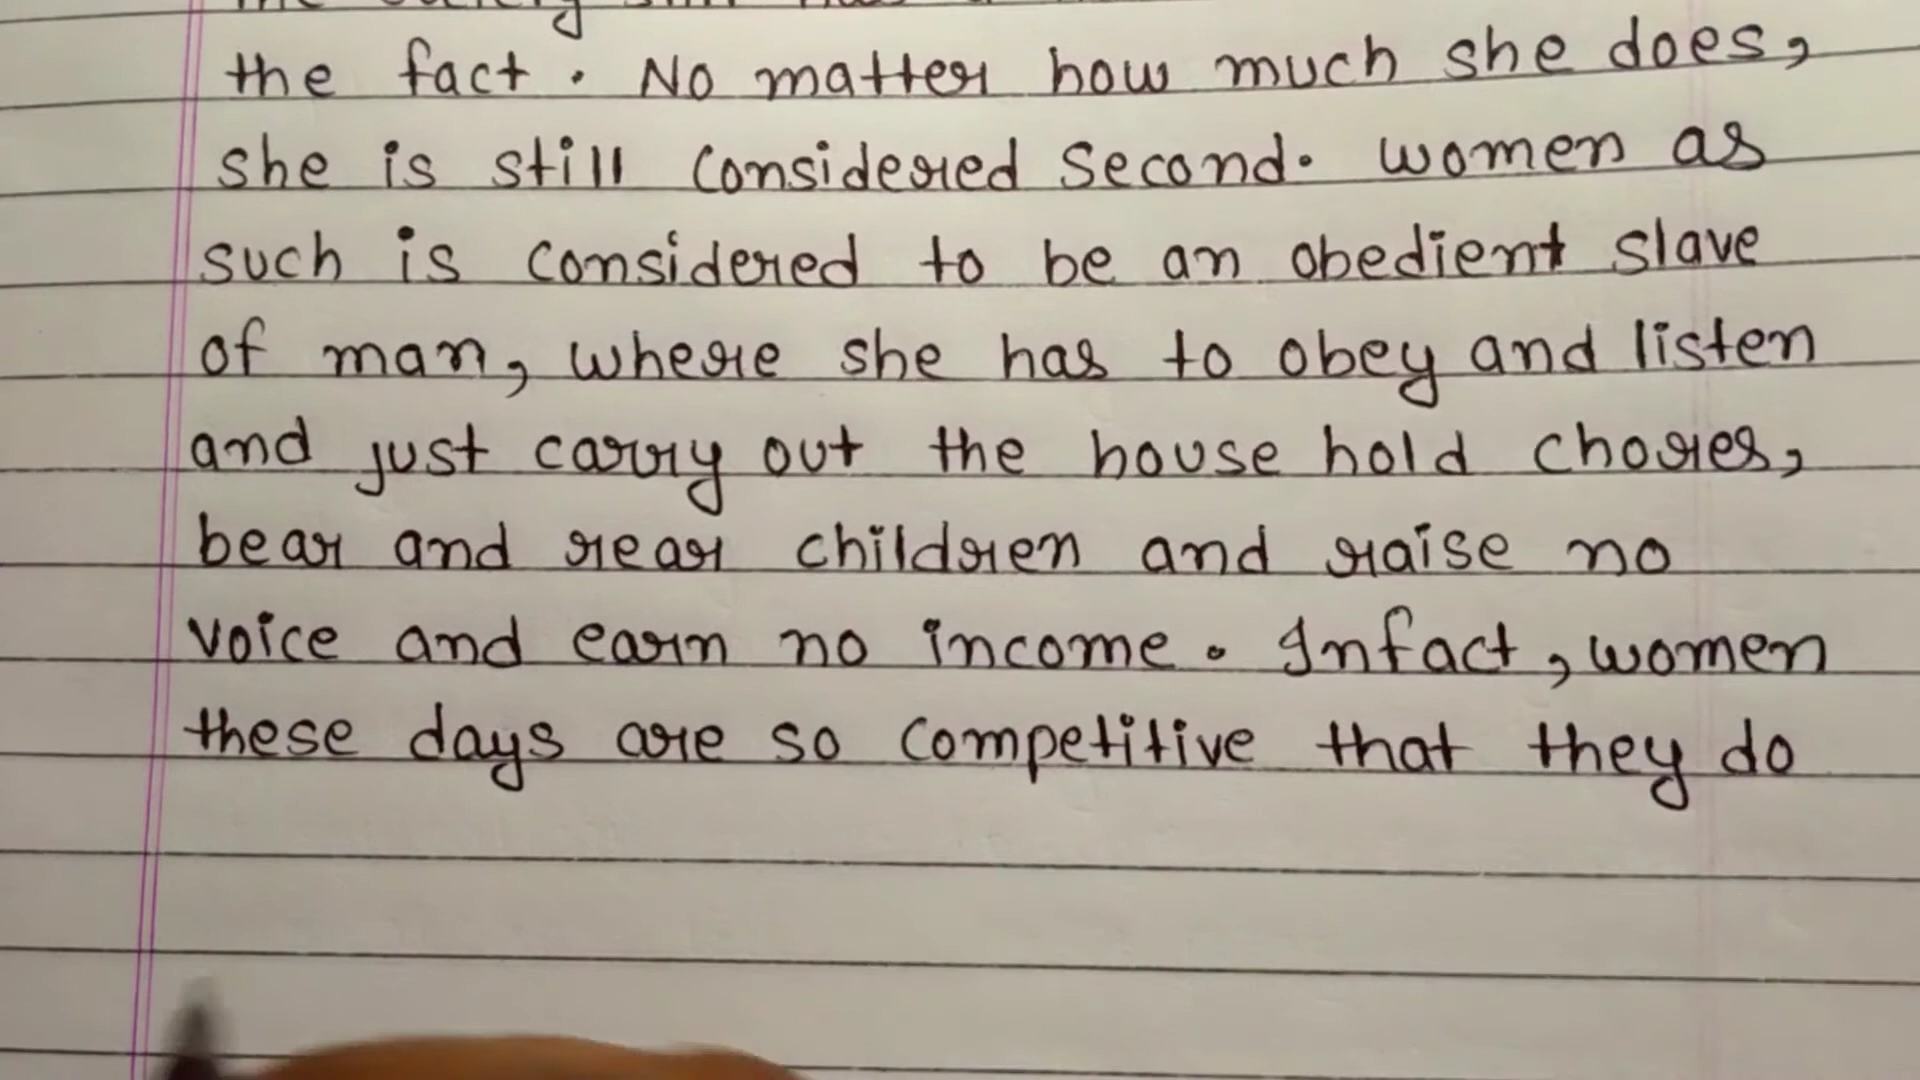 the fact. No matter how much she does,
she is still considered second. women as
such is considered to be an obedient slave
of man, where she has to obey and listen
and just carry out the house hold chores,
bear and rear children and raise no
voice and earn no income. Infact, women
these days are so competitive that they do